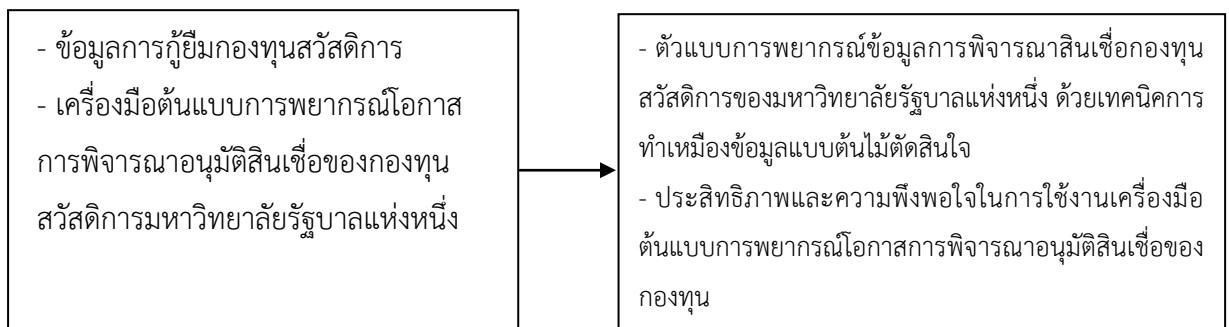 - ข้อมูลการกู้ยืมกองทุนสวัสดิการ
- เครื่องมือต้นแบบการพยากรณ์โอกาส
การพิจารณาอนุมัติสินเชื่อของกองทุน
สวัสดิการมหาวิทยาลัยรัฐบาลแห่งหนึ่ง
- ตัวแบบการพยากรณ์ข้อมูลการพิจารณาสินเชื่อกองทุน
สวัสดิการของมหาวิทยาลัยรัฐบาลแห่งหนึ่ง ด้วยเทคนิคการ
ทำเหมืองข้อมูลแบบต้นไม้ตัดสินใจ
- ประสิทธิภาพและความพึงพอใจในการใช้งานเครื่องมือ
ต้นแบบการพยากรณ์โอกาสการพิจารณาอนุมัติสินเชื่อของ
กองทุน